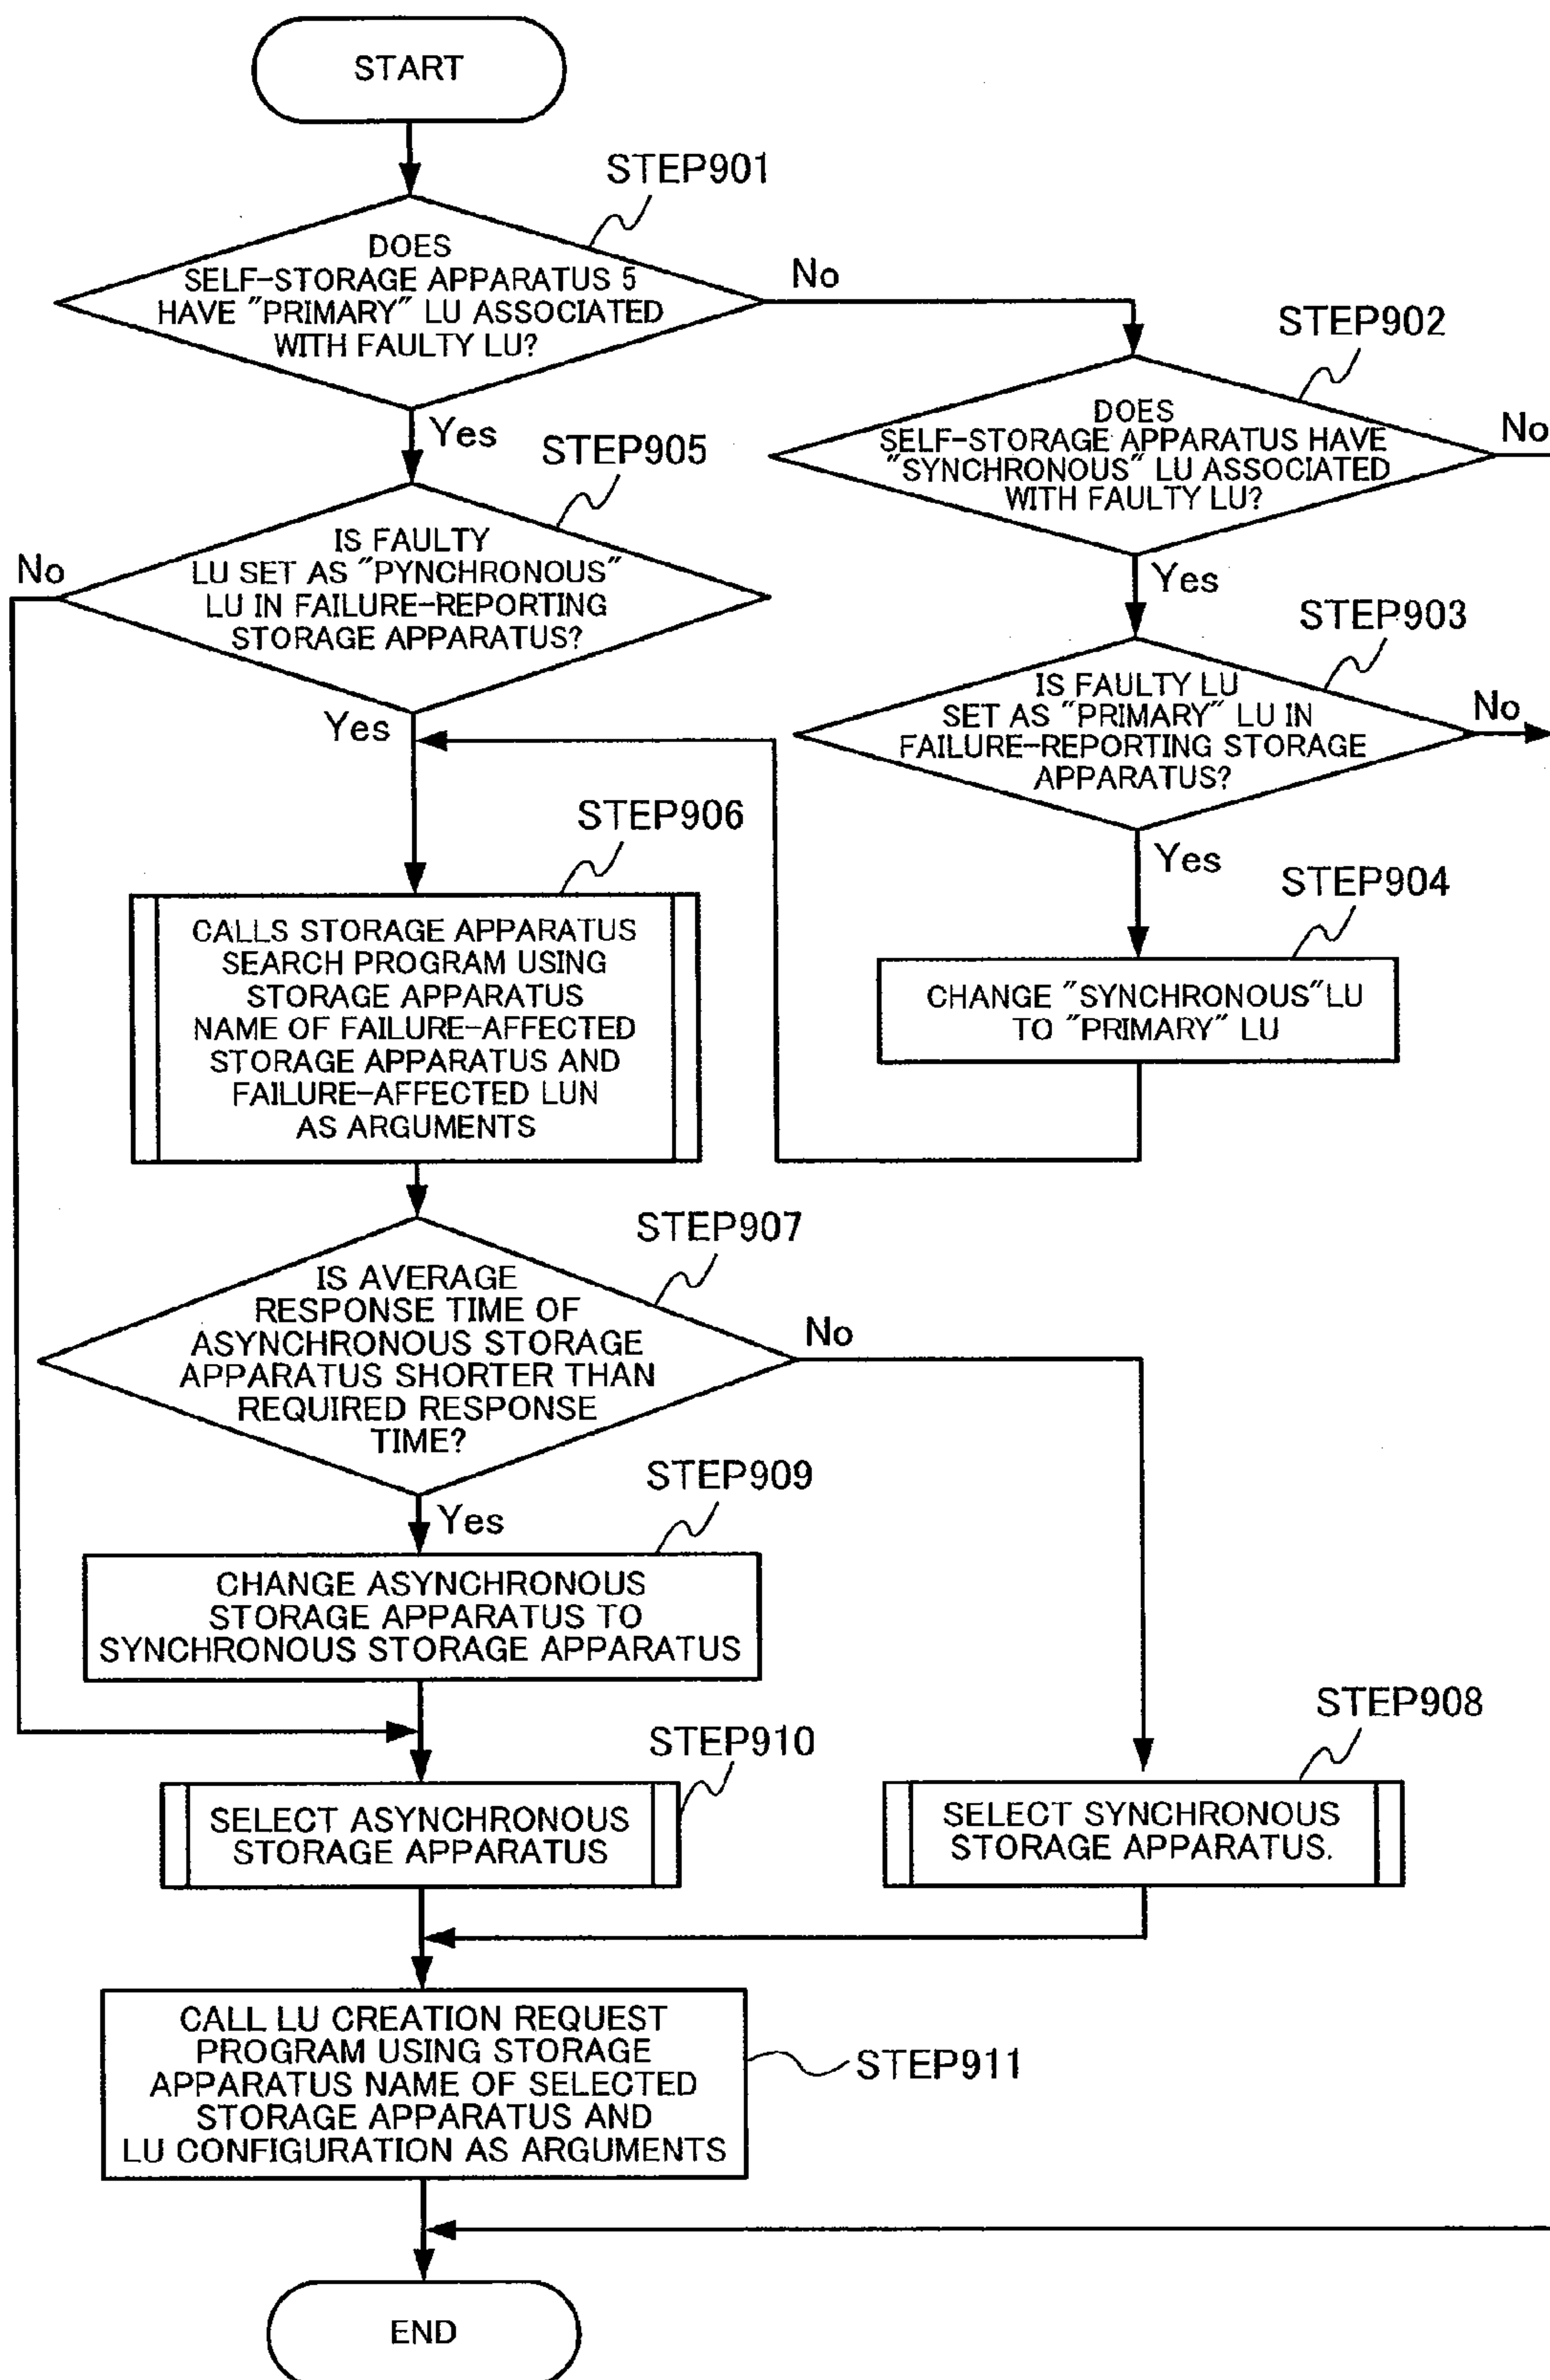 START
STEP901
DOES
SELF-STORAGE APPARATUS 5
HAVE "PRIMARY" LU ASSOCIATED
WITH FAULTY LU?
No
Yes
STEP902
DOES
SELF-STORAGE APPARATUS HAVE
"SYNCHRONOUS" LU ASSOCIATED
WITH FAULTY LU?
No
Yes
STEP905
IS FAULTY
LU SET AS "PYNCHRONOUS"
LU IN FAILURE-REPORTING
STORAGE APPARATUS?
No
Yes
STEP903
IS FAULTY LU
SET AS "PRIMARY" LU IN
FAILURE-REPORTING STORAGE
APPARATUS?
No
Yes
STEP904
CHANGE "SYNCHRONOUS"LU
TO "PRIMARY" LU
STEP906
CALLS STORAGE APPARATUS
SEARCH PROGRAM USING
STORAGE APPARATUS
NAME OF FAILURE-AFFECTED
STORAGE APPARATUS AND
FAILURE-AFFECTED LUN
AS ARGUMENTS
STEP907
IS AVERAGE
RESPONSE TIME OF
ASYNCHRONOUS STORAGE
APPARATUS SHORTER THAN
REQUIRED RESPONSE
TIME?
No
Yes
STEP909
CHANGE ASYNCHRONOUS
STORAGE APPARATUS TO
SYNCHRONOUS STORAGE APPARATUS
STEP910
SELECT ASYNCHRONOUS
STORAGE APPARATUS
STEP908
SELECT SYNCHRONOUS
STORAGE APPARATUS.
CALL LU CREATION REQUEST
PROGRAM USING STORAGE
APPARATUS NAME OF SELECTED
STORAGE APPARATUS AND
LU CONFIGURATION AS ARGUMENTS
STEP911
END